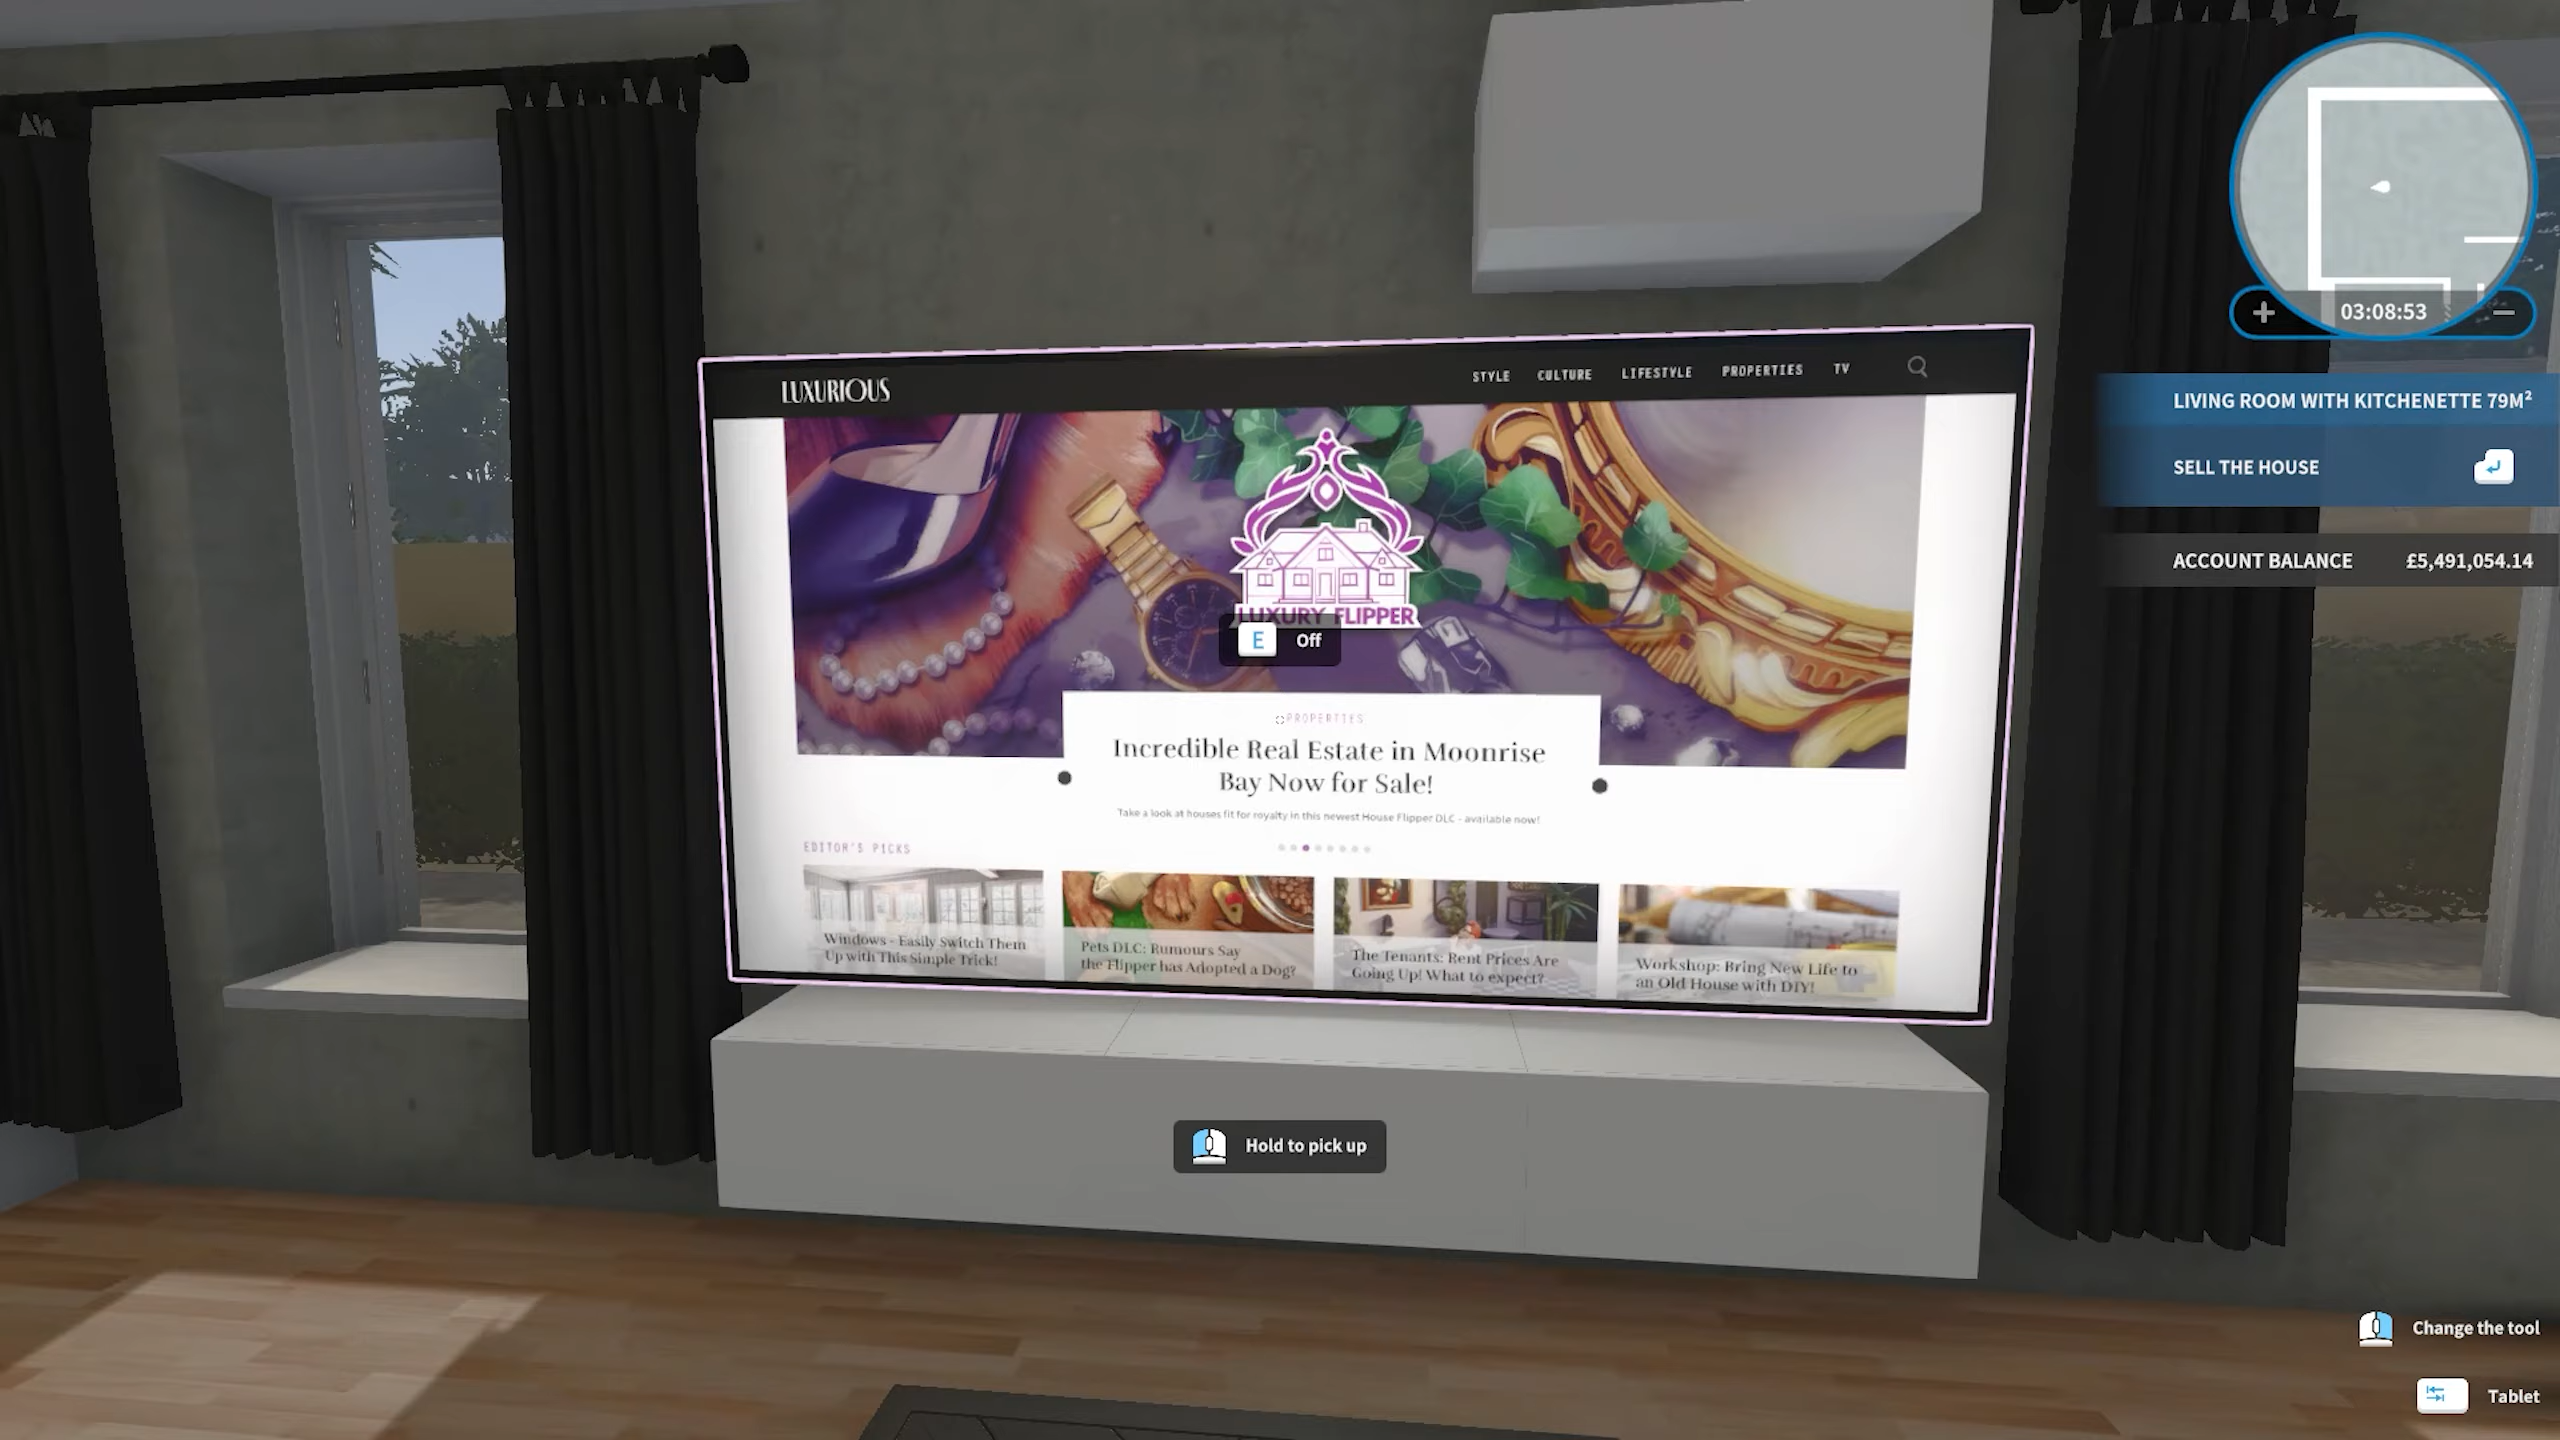 LUXURIOUS
STYLE CULTURE LIFESTYLE PROPERTIES TV
LUXURY FLIPPER
E Off
PROPERTIES
Incredible Real Estate in Moonrise
Bay Now for Sale!
Take a look at houses fit for royalty in this newest House Flipper DLC - available now!
EDITOR'S PICKS
Windows - Easily Switch Them
Up with This Simple Trick!
Pets DLC: Rumours Say
the Flipper has Adopted a Dog?
The Tenants: Rent Prices Are
Going Up! What to expect?
Workshop: Bring New Life to
an Old House with DIY!
Hold to pick up
03:08:53
LIVING ROOM WITH KITCHENETTE 79M²
SELL THE HOUSE
ACCOUNT BALANCE £5,491,054.14
Change the tool
Tablet